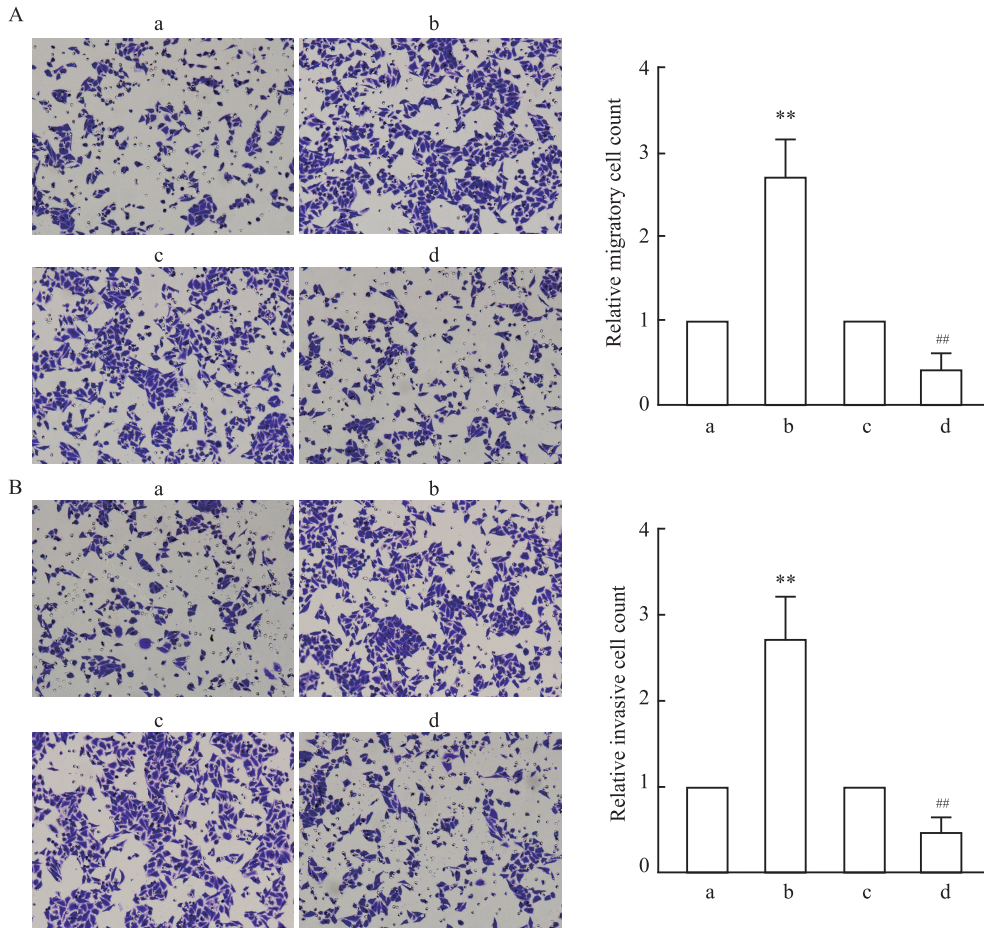 A
a
b
c
d
Relative migratory cell count
4
3
2
1
0
**
##
a
b
c
d
B
a
b
c
d
Relative invasive cell count
4
3
2
1
0
**
##
a
b
c
d